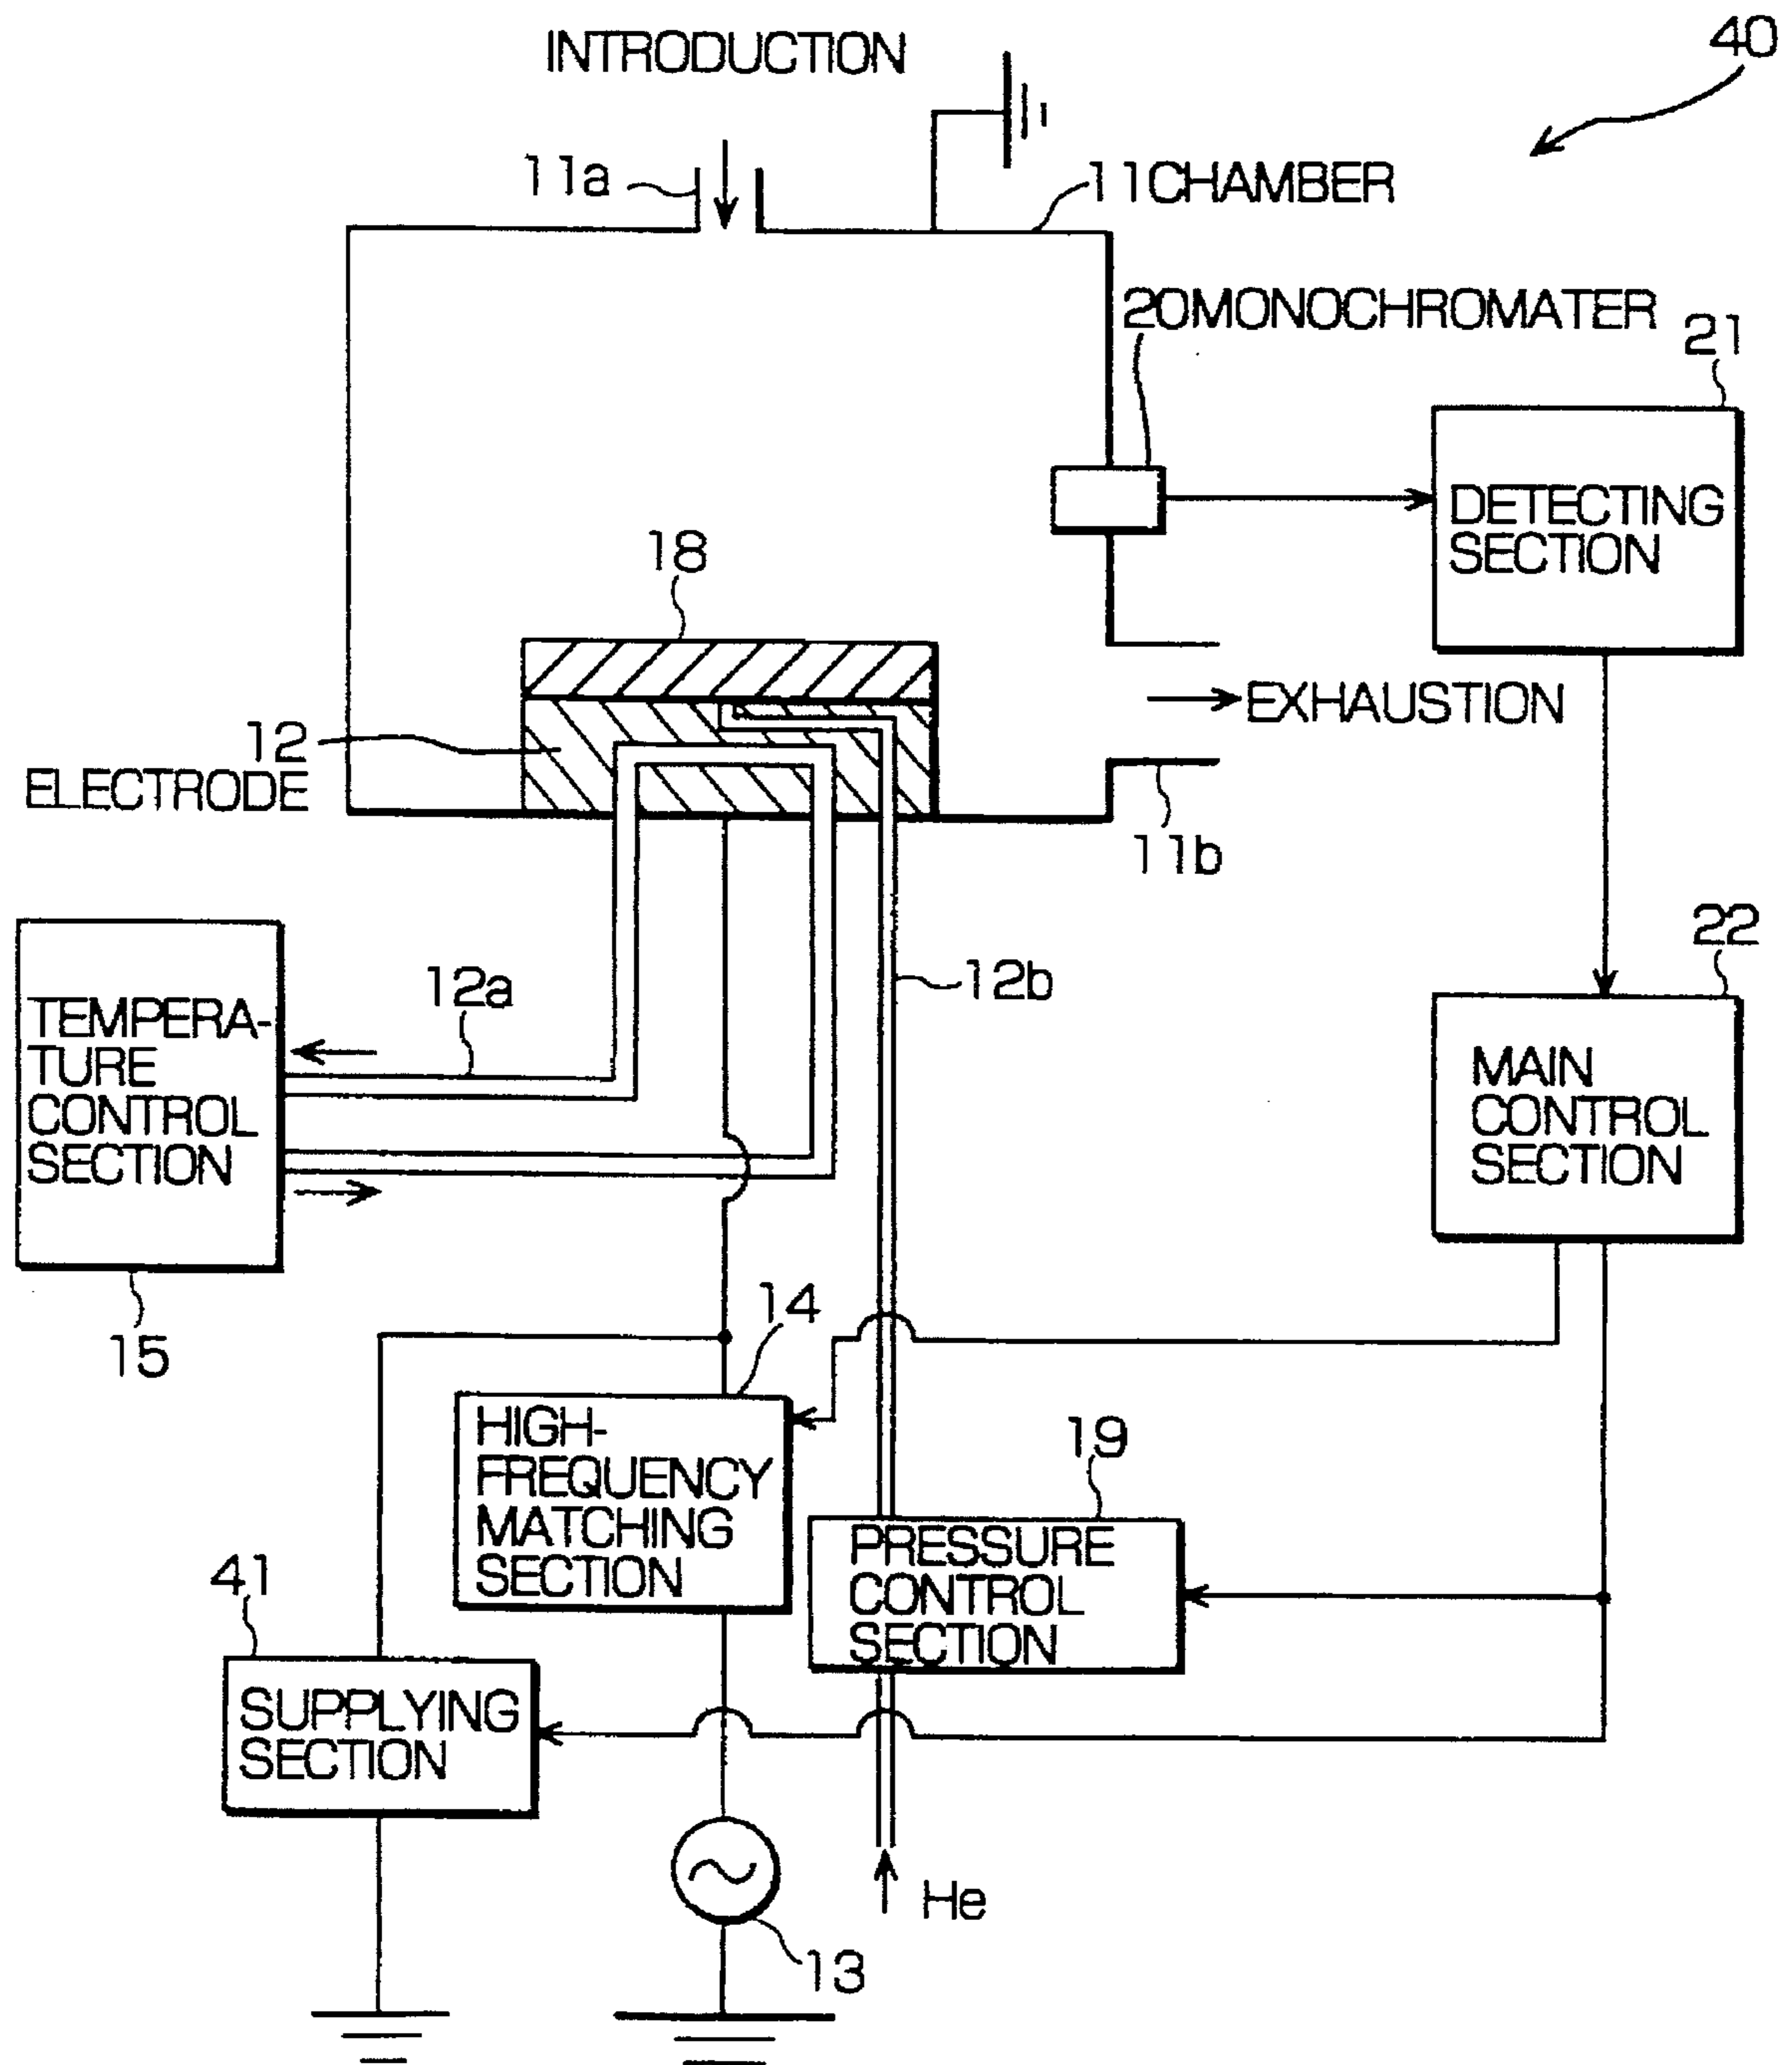 INTRODUCTION
40
11a
11CHAMBER
20MONOCHROMATER
21
DETECTING
SECTION
18
EXHAUSTION
12
ELECTRODE
11b
22
12a
12b
TEMPERA-
TURE
CONTROL
SECTION
MAIN
CONTROL
SECTION
15
14
HIGH-
FREQUENCY
MATCHING
SECTION
19
PRESSURE
CONTROL
SECTION
41
SUPPLYING
SECTION
He
13